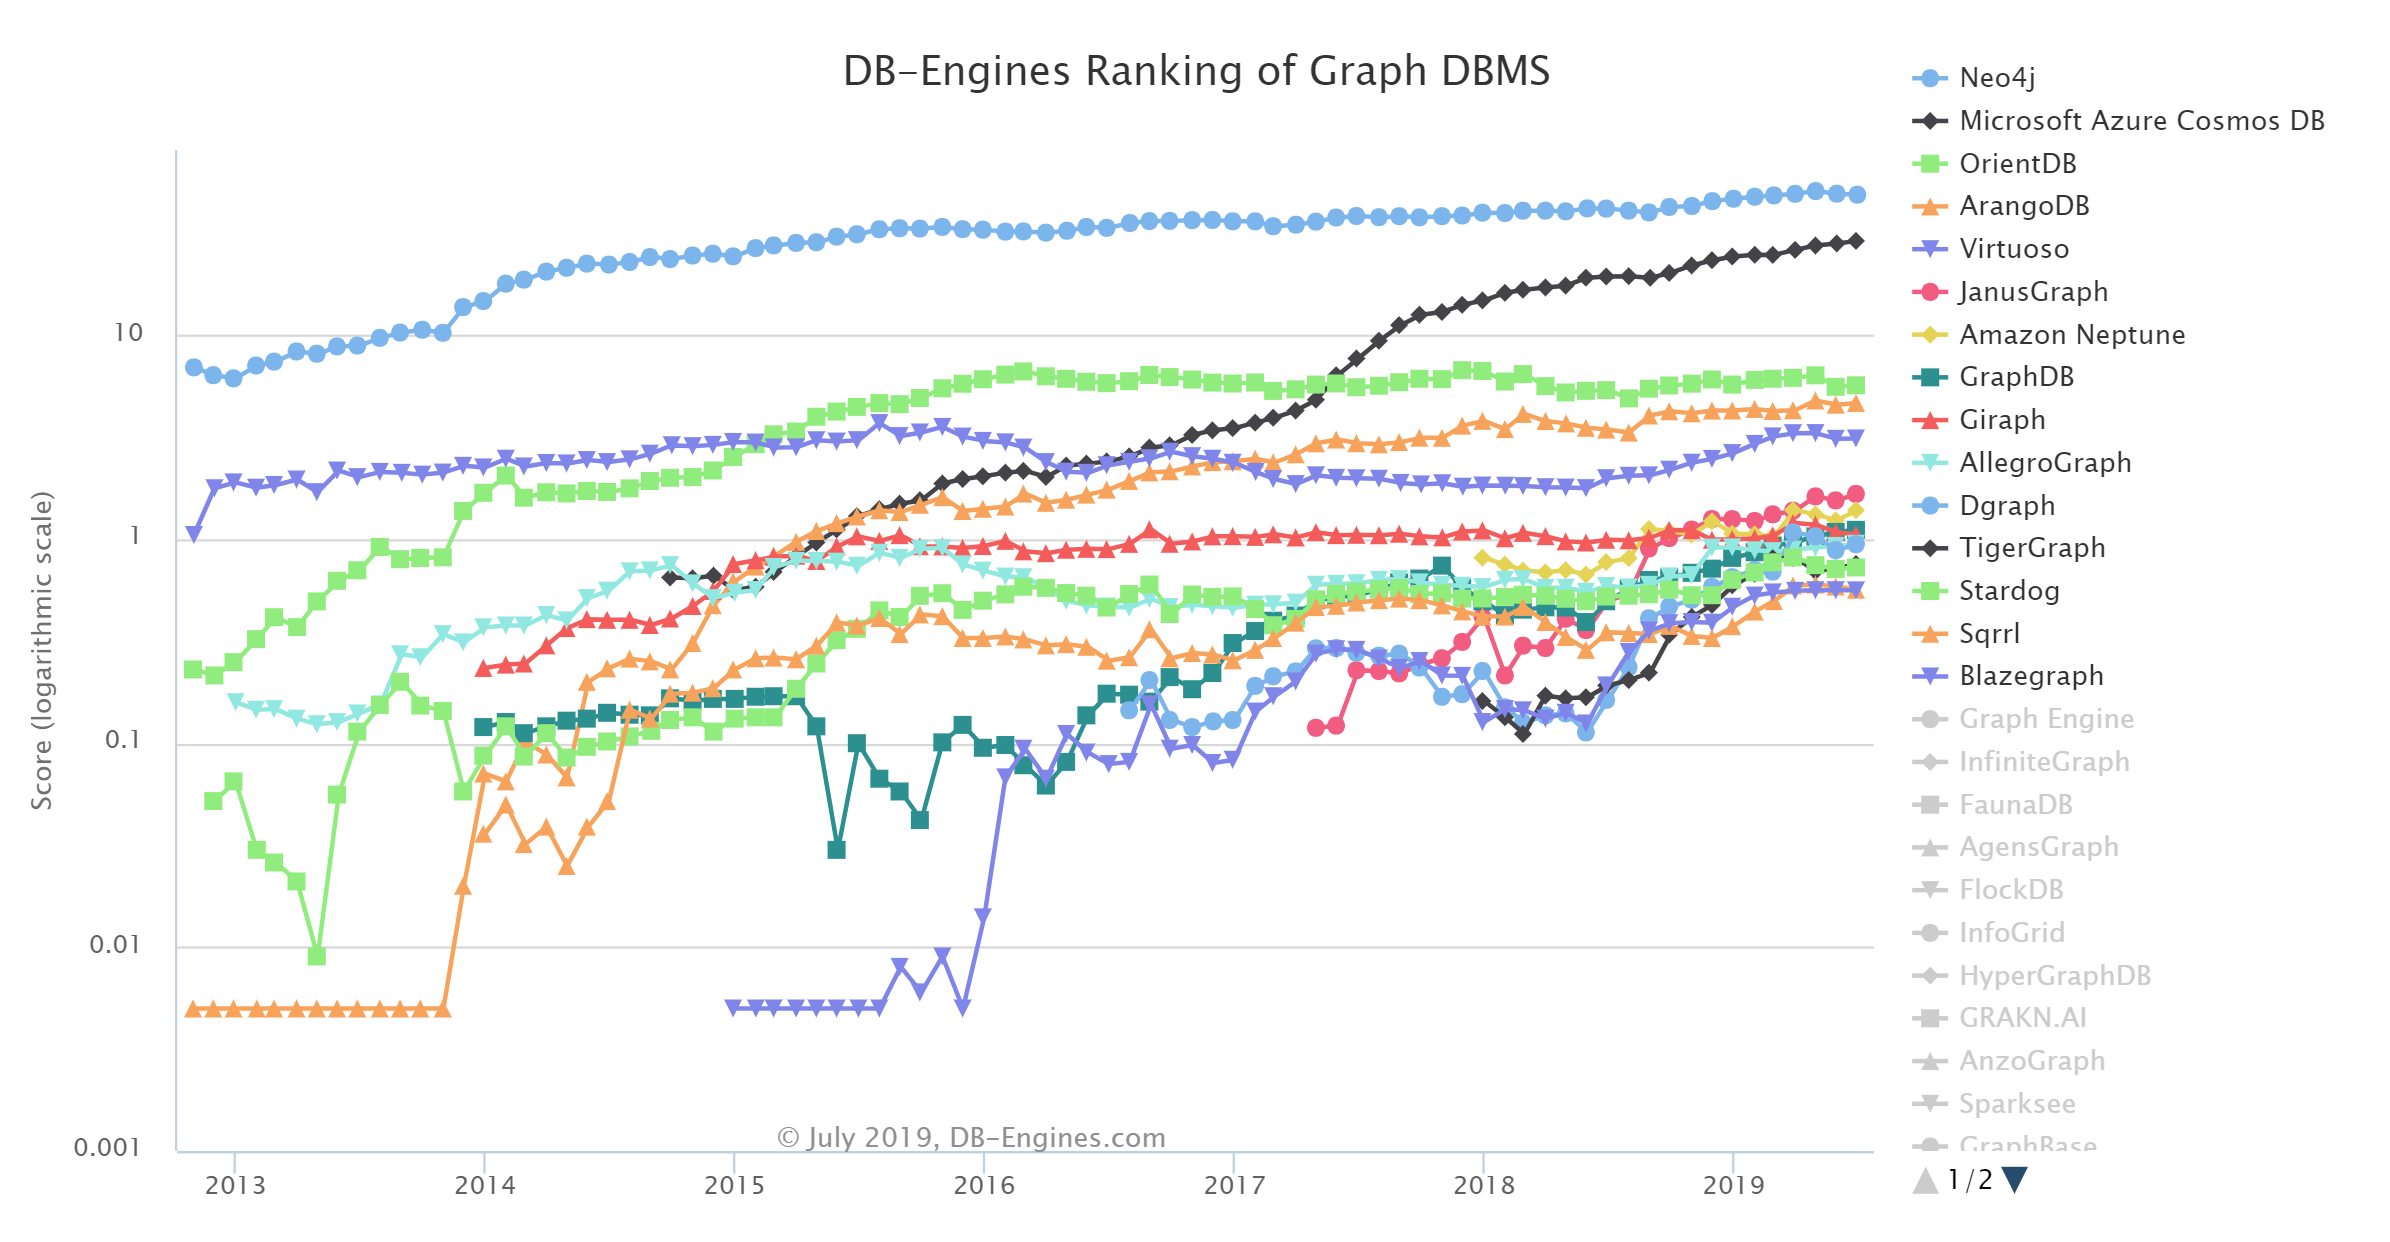 DB-Engines Ranking of Graph DBMS
Score (logarithmic scale)
10
1
0.1
0.01
0.001
2013
2014
2015
2016
2017
2018
2019
© July 2019, DB-Engines.com
Neo4j
Microsoft Azure Cosmos DB
OrientDB
ArangoDB
Virtuoso
JanusGraph
Amazon Neptune
GraphDB
Giraph
AllegroGraph
Dgraph
TigerGraph
Stardog
Sqrrl
Blazegraph
Graph Engine
InfiniteGraph
FaunaDB
AgensGraph
FlockDB
InfoGrid
HyperGraphDB
GRAKN.AI
AnzoGraph
Sparksee
GraphBase
1/2